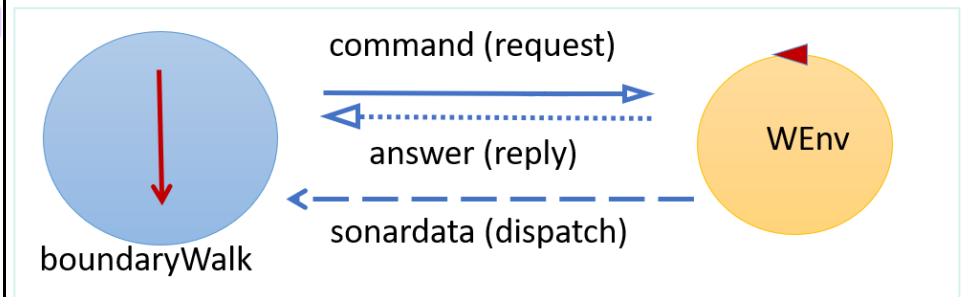 command (request)
WEnv
answer (reply)
sonardata (dispatch)
boundaryWalk